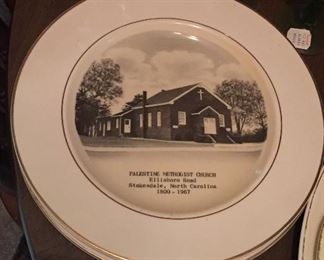 PALESTINE METHODIST CHURCH
Ellisboro Road
Stokesdale, North Carolina
1800 - 1967